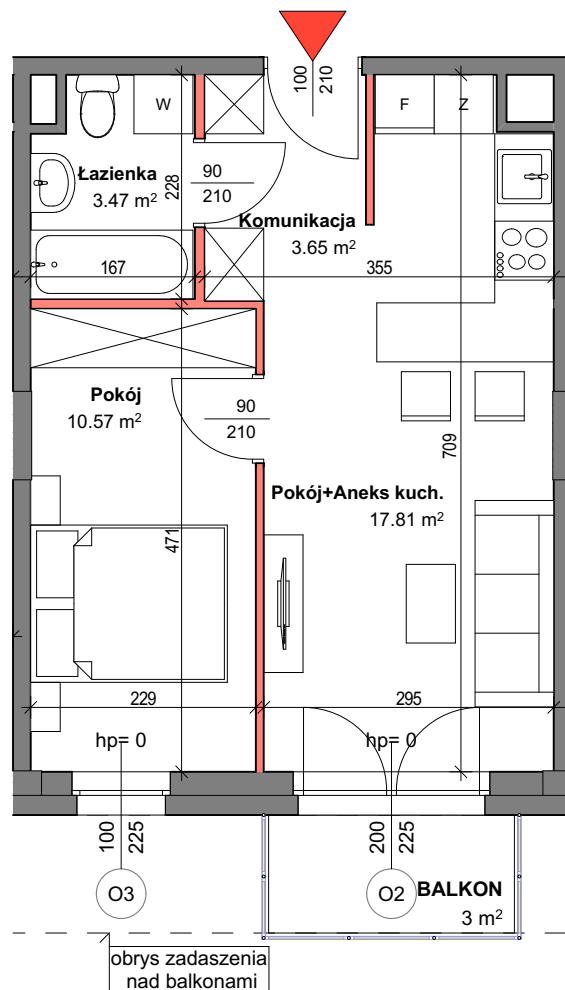 100
210
W
F
Z
Łazienka
3.47 m²
228
90
210
Komunikacja
3.65 m²
167
355
Pokój
10.57 m²
90
210
709
Pokój+Aneks kuch.
17.81 m²
471
229
295
hp= 0
hp= 0
100
225
200
225
O3
O2
BALKON
3 m²
obrys zadaszenia
nad balkonami